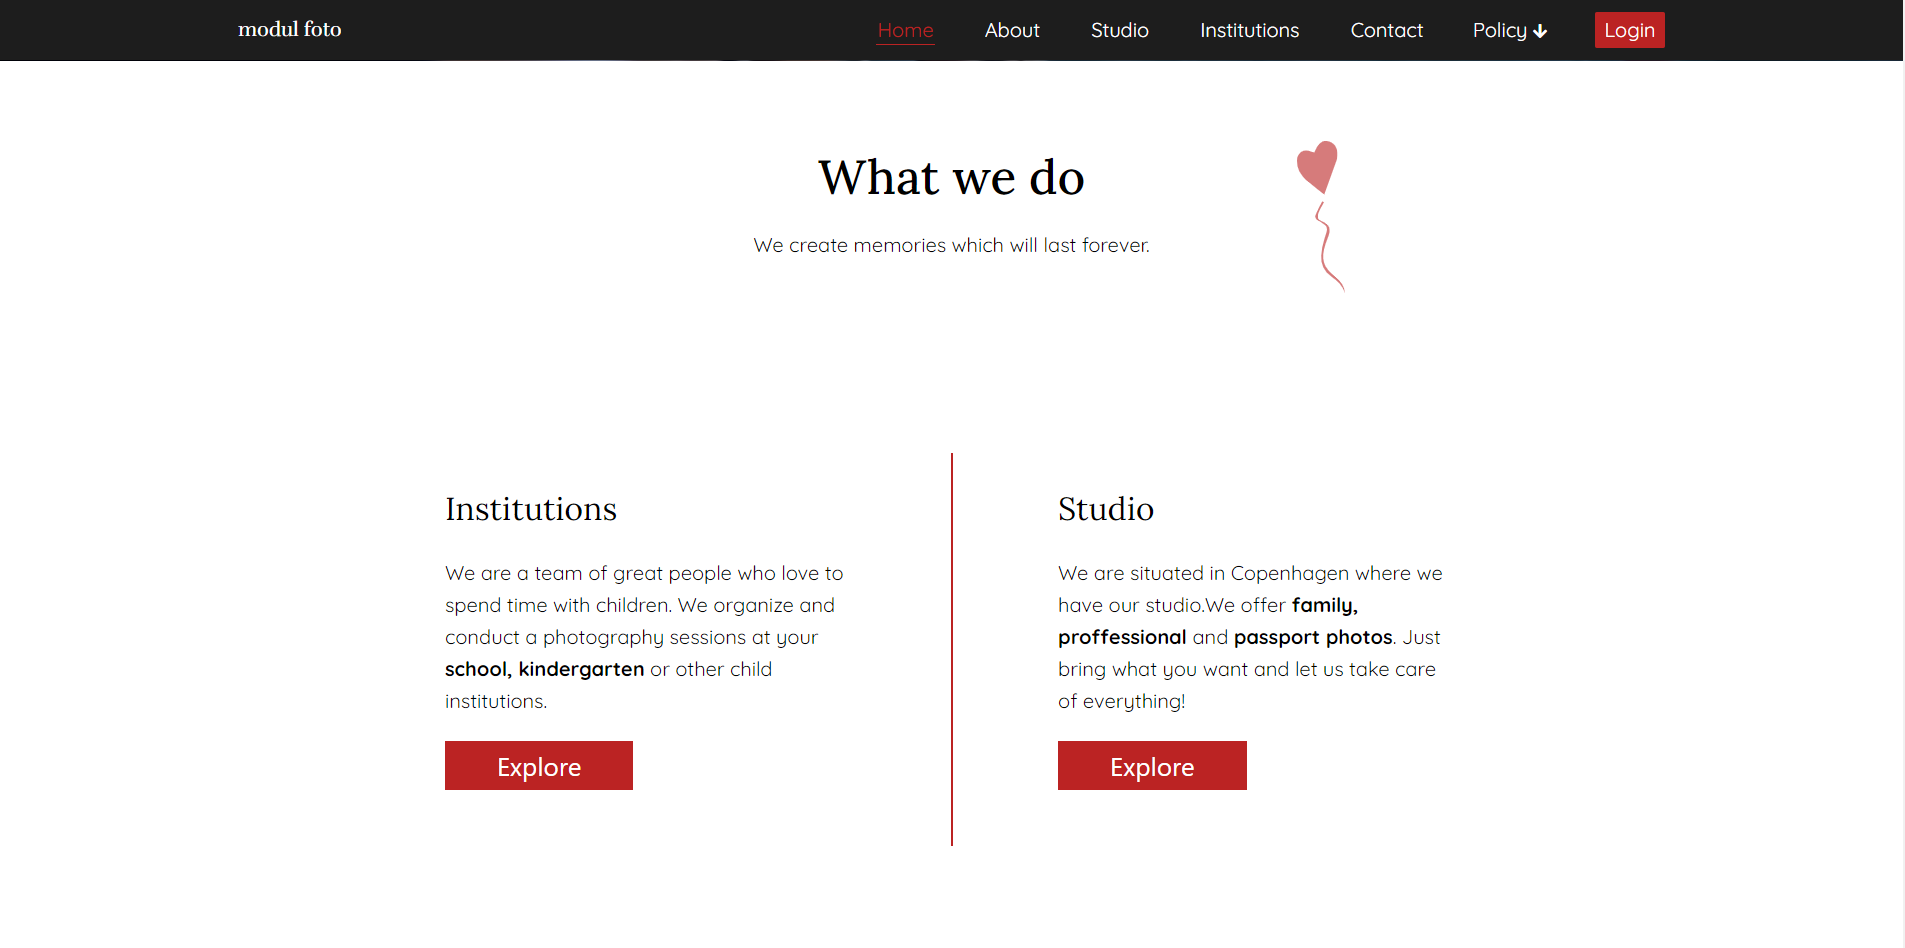 modul foto
Home About Studio Institutions Contact Policy Login
What we do
We create memories which will last forever.
Institutions
We are a team of great people who love to
spend time with children. We organize and
conduct a photography sessions at your
school, kindergarten or other child
institutions.
Explore
Studio
We are situated in Copenhagen where we
have our studio.We offer family,
proffessional and passport photos. Just
bring what you want and let us take care
of everything!
Explore